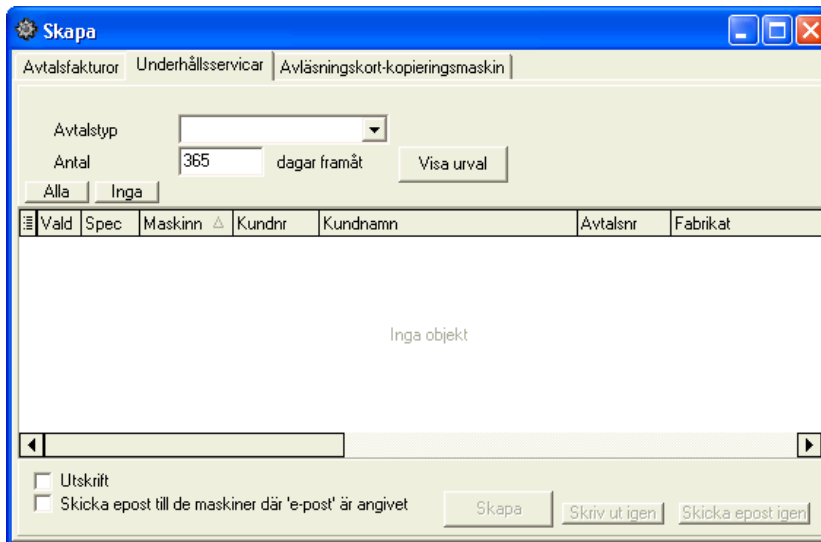 Skapa
Avtalsfakturor Underhållsservicar Avläsningskort-kopieringsmaskin
Avtalstyp
Antal 365 dagar framåt Visa urval
Alla Inga
Vald Spec Maskinn Kundnr Kundnamn Avtalsnr Fabrikat
Inga objekt
Utskrift
Skicka epost till de maskiner där 'e-post' är angivet Skapa Skriv ut igen Skicka epost igen